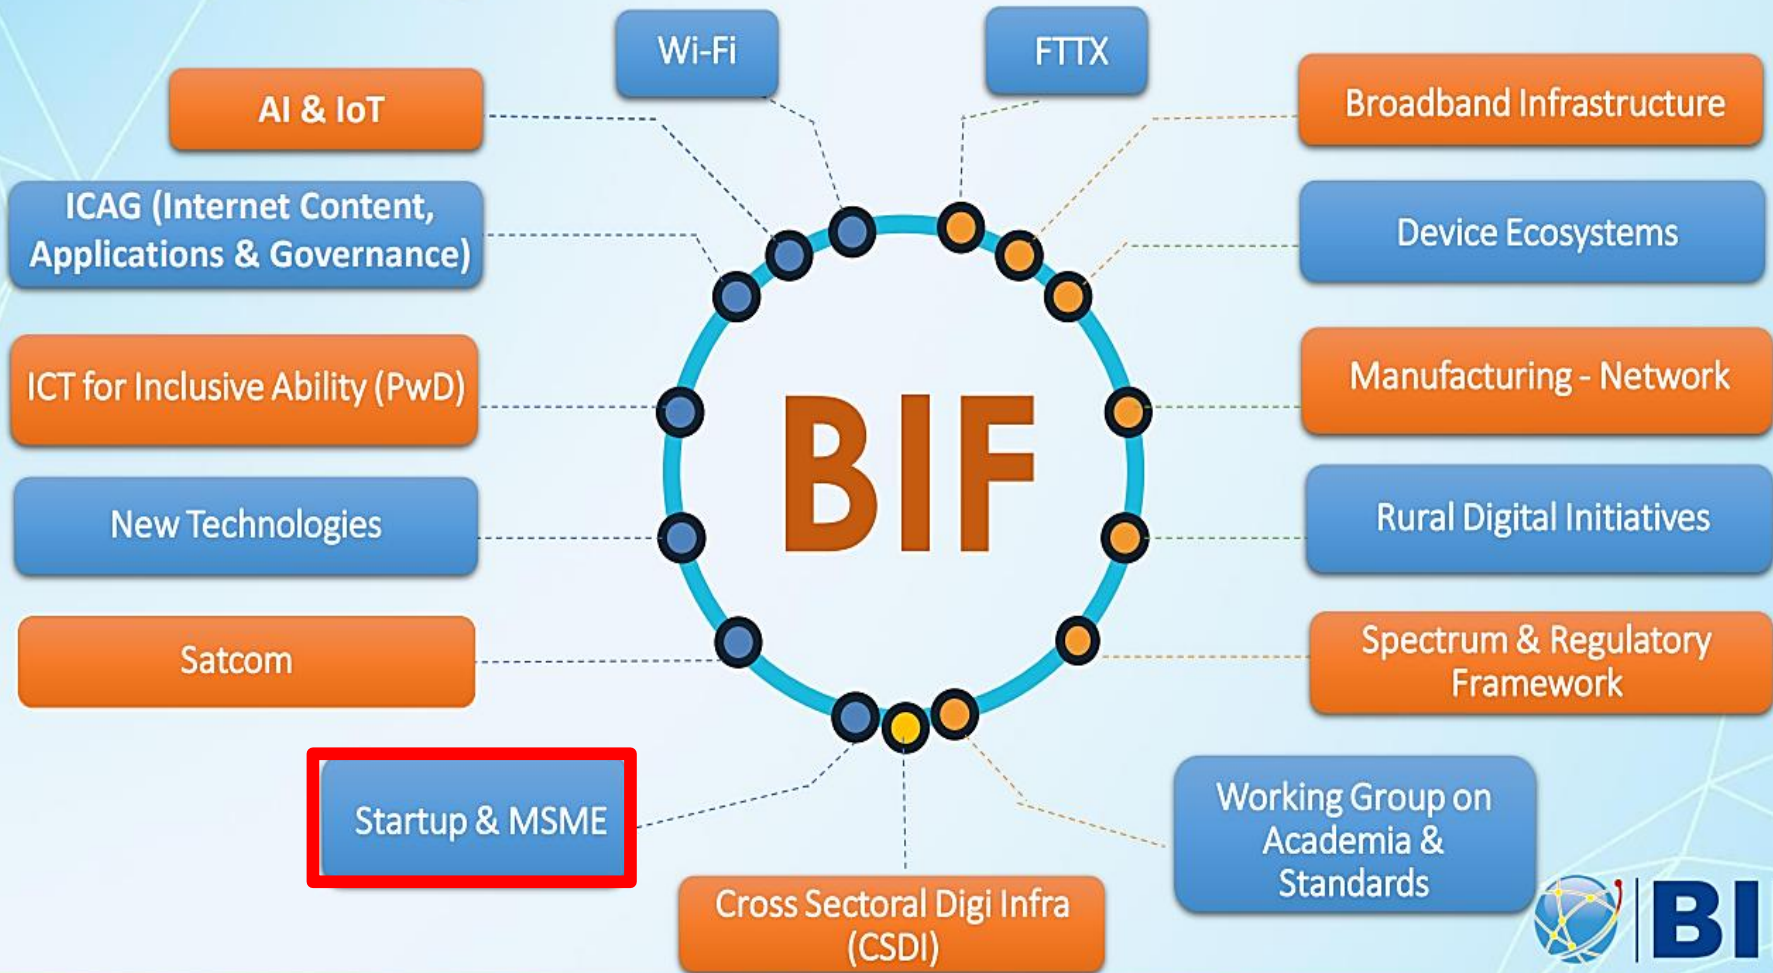 Wi-Fi
FTTX
AI & IoT
Broadband Infrastructure
ICAG (Internet Content,
Applications & Governance)
Device Ecosystems
ICT for Inclusive Ability (PwD)
Manufacturing - Network
BIF
New Technologies
Rural Digital Initiatives
Satcom
Spectrum & Regulatory
Framework
Startup & MSME
Working Group on
Academia &
Standards
Cross Sectoral Digi Infra
(CSDI)
BI